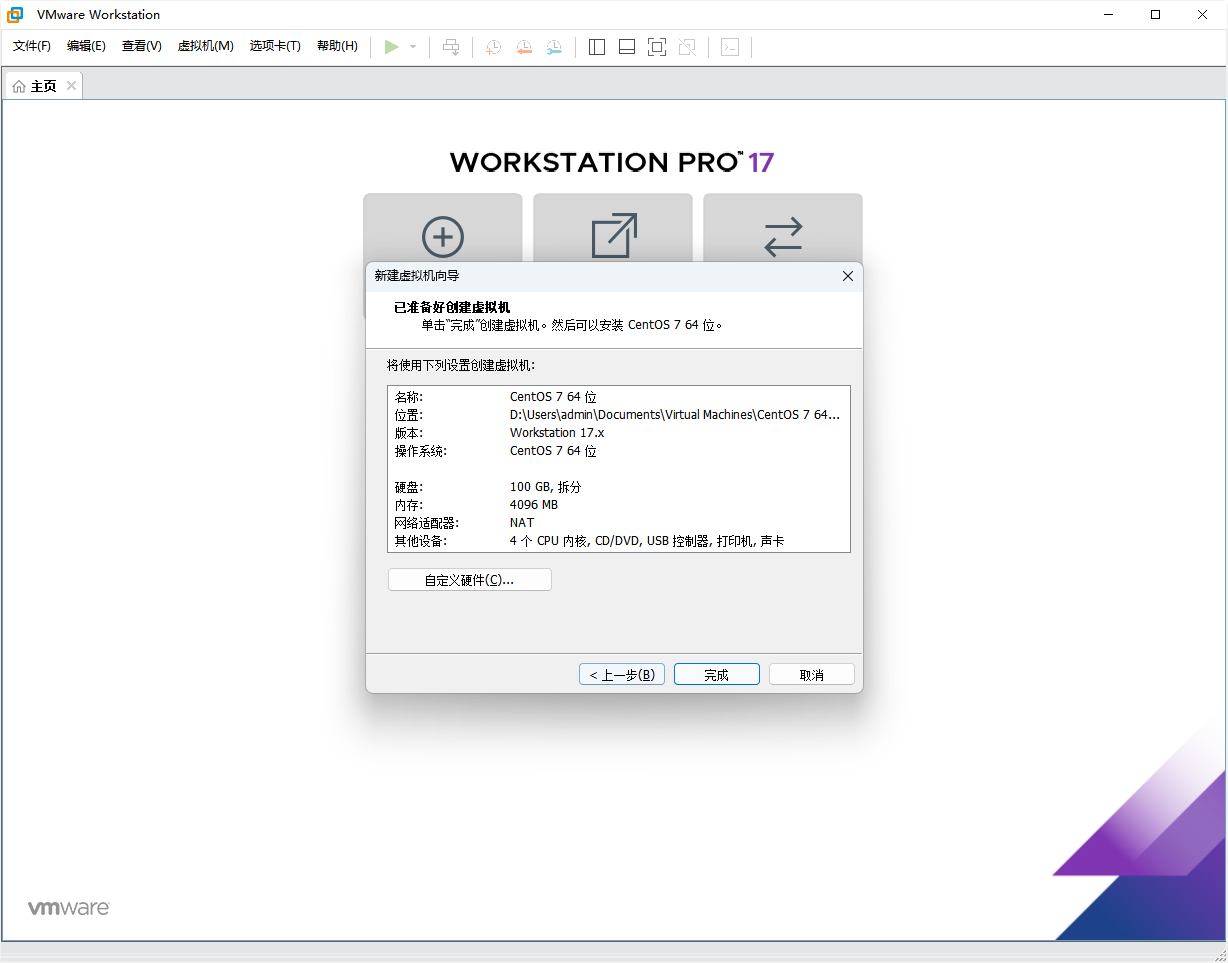 VMware Workstation
文件(F) 编辑(E) 查看(V) 虚拟机(M) 选项卡(T) 帮助(H)
主页
WORKSTATION PRO™ 17
新建虚拟机向导
已准备好创建虚拟机
单击"完成"创建虚拟机。然后可以安装 CentOS 7 64 位。
将使用下列设置创建虚拟机:
名称: CentOS 7 64 位
位置: D:\Users\admin\Documents\Virtual Machines\CentOS 7 64...
版本: Workstation 17.x
操作系统: CentOS 7 64 位
硬盘: 100 GB, 拆分
内存: 4096 MB
网络适配器: NAT
其他设备: 4 个 CPU 内核, CD/DVD, USB 控制器, 打印机, 声卡
自定义硬件(C)...
< 上一步(B) 完成 取消
vmware